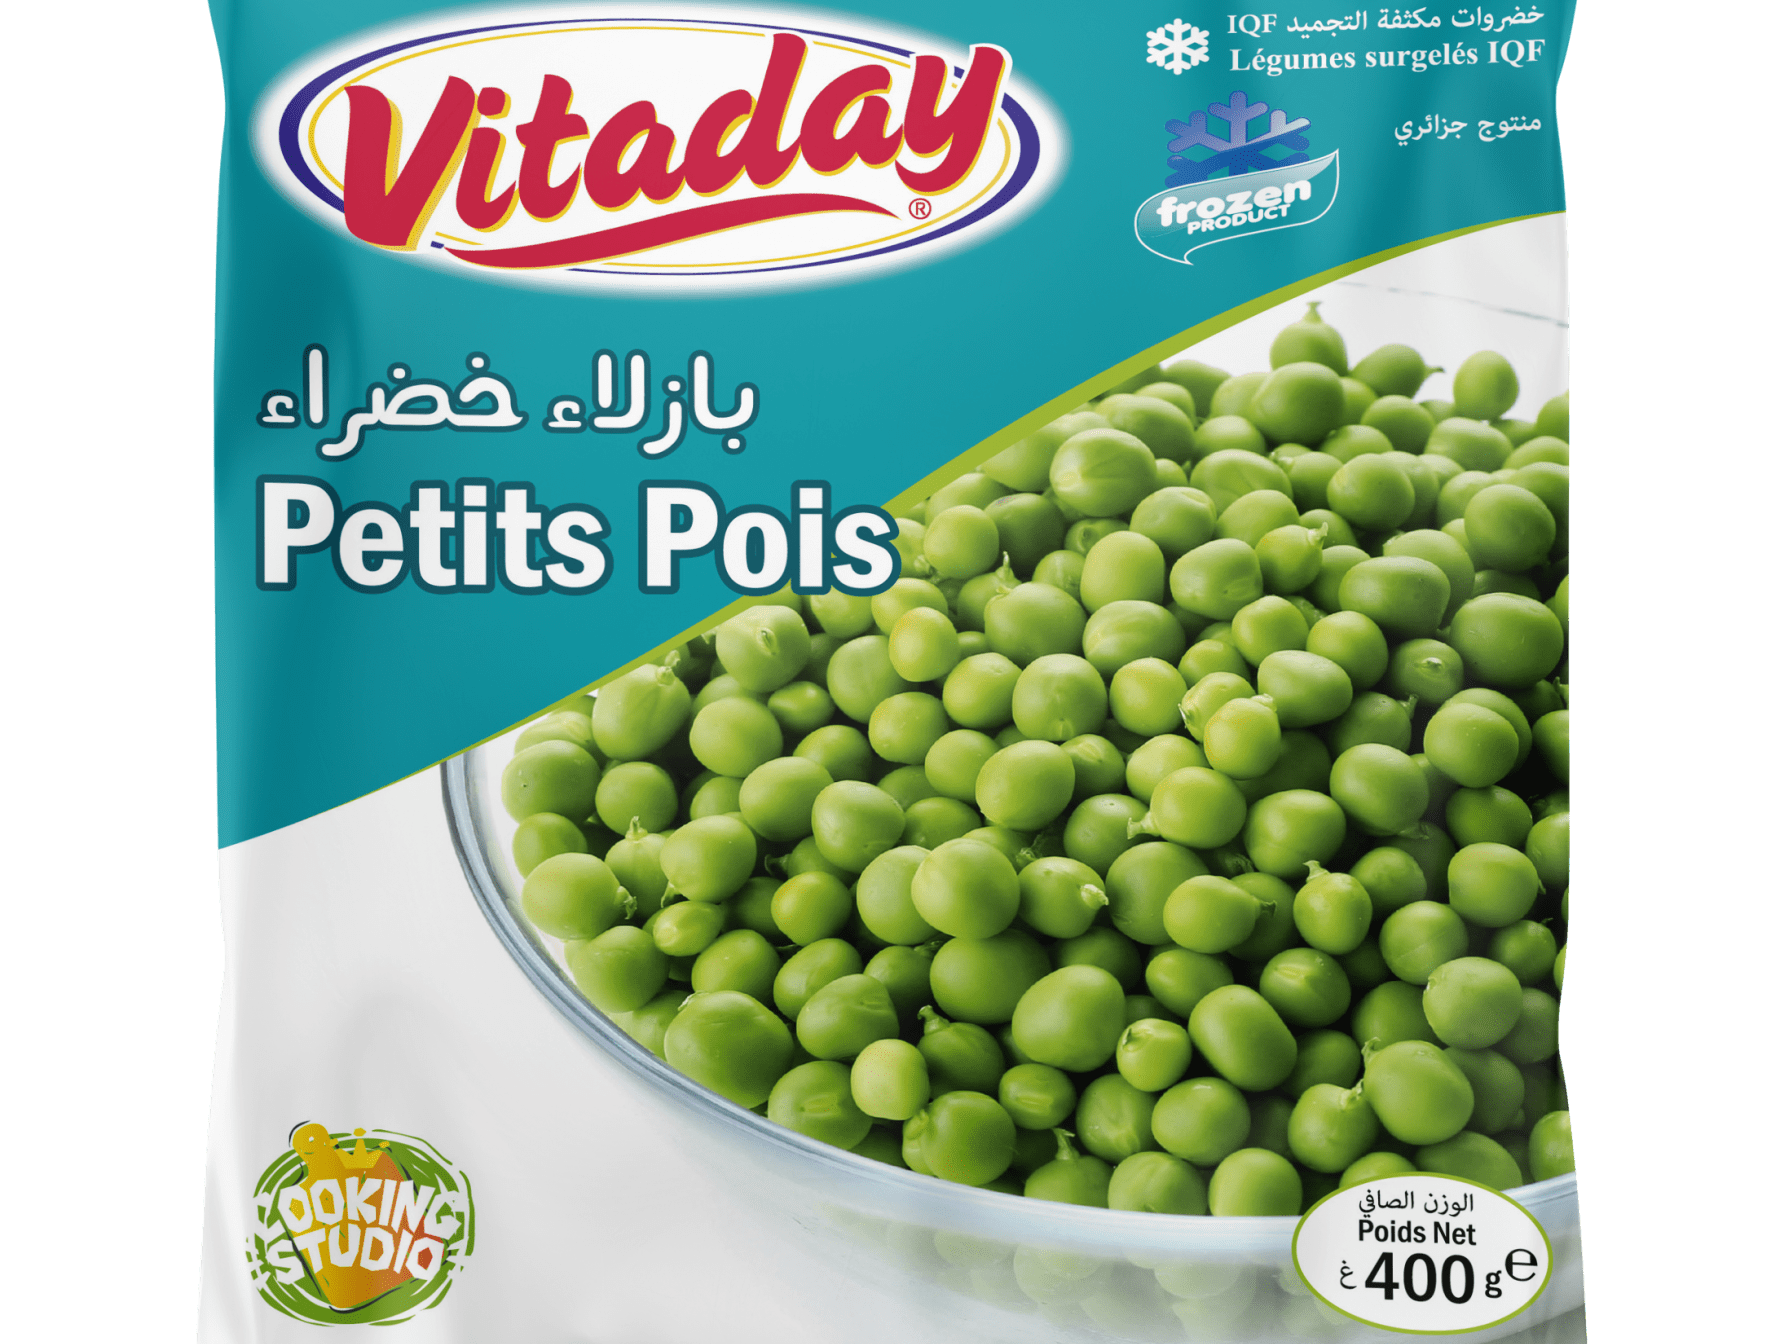 Vitaday
®
خضروات مكثفة التجميد IQF
Légumes surgelés IQF
منتوج جزائري
frozen
PRODUCT
بازلاء خضراء
Petits Pois
COOKING
STUDIO
الوزن الصافي
Poids Net
400 g e غ